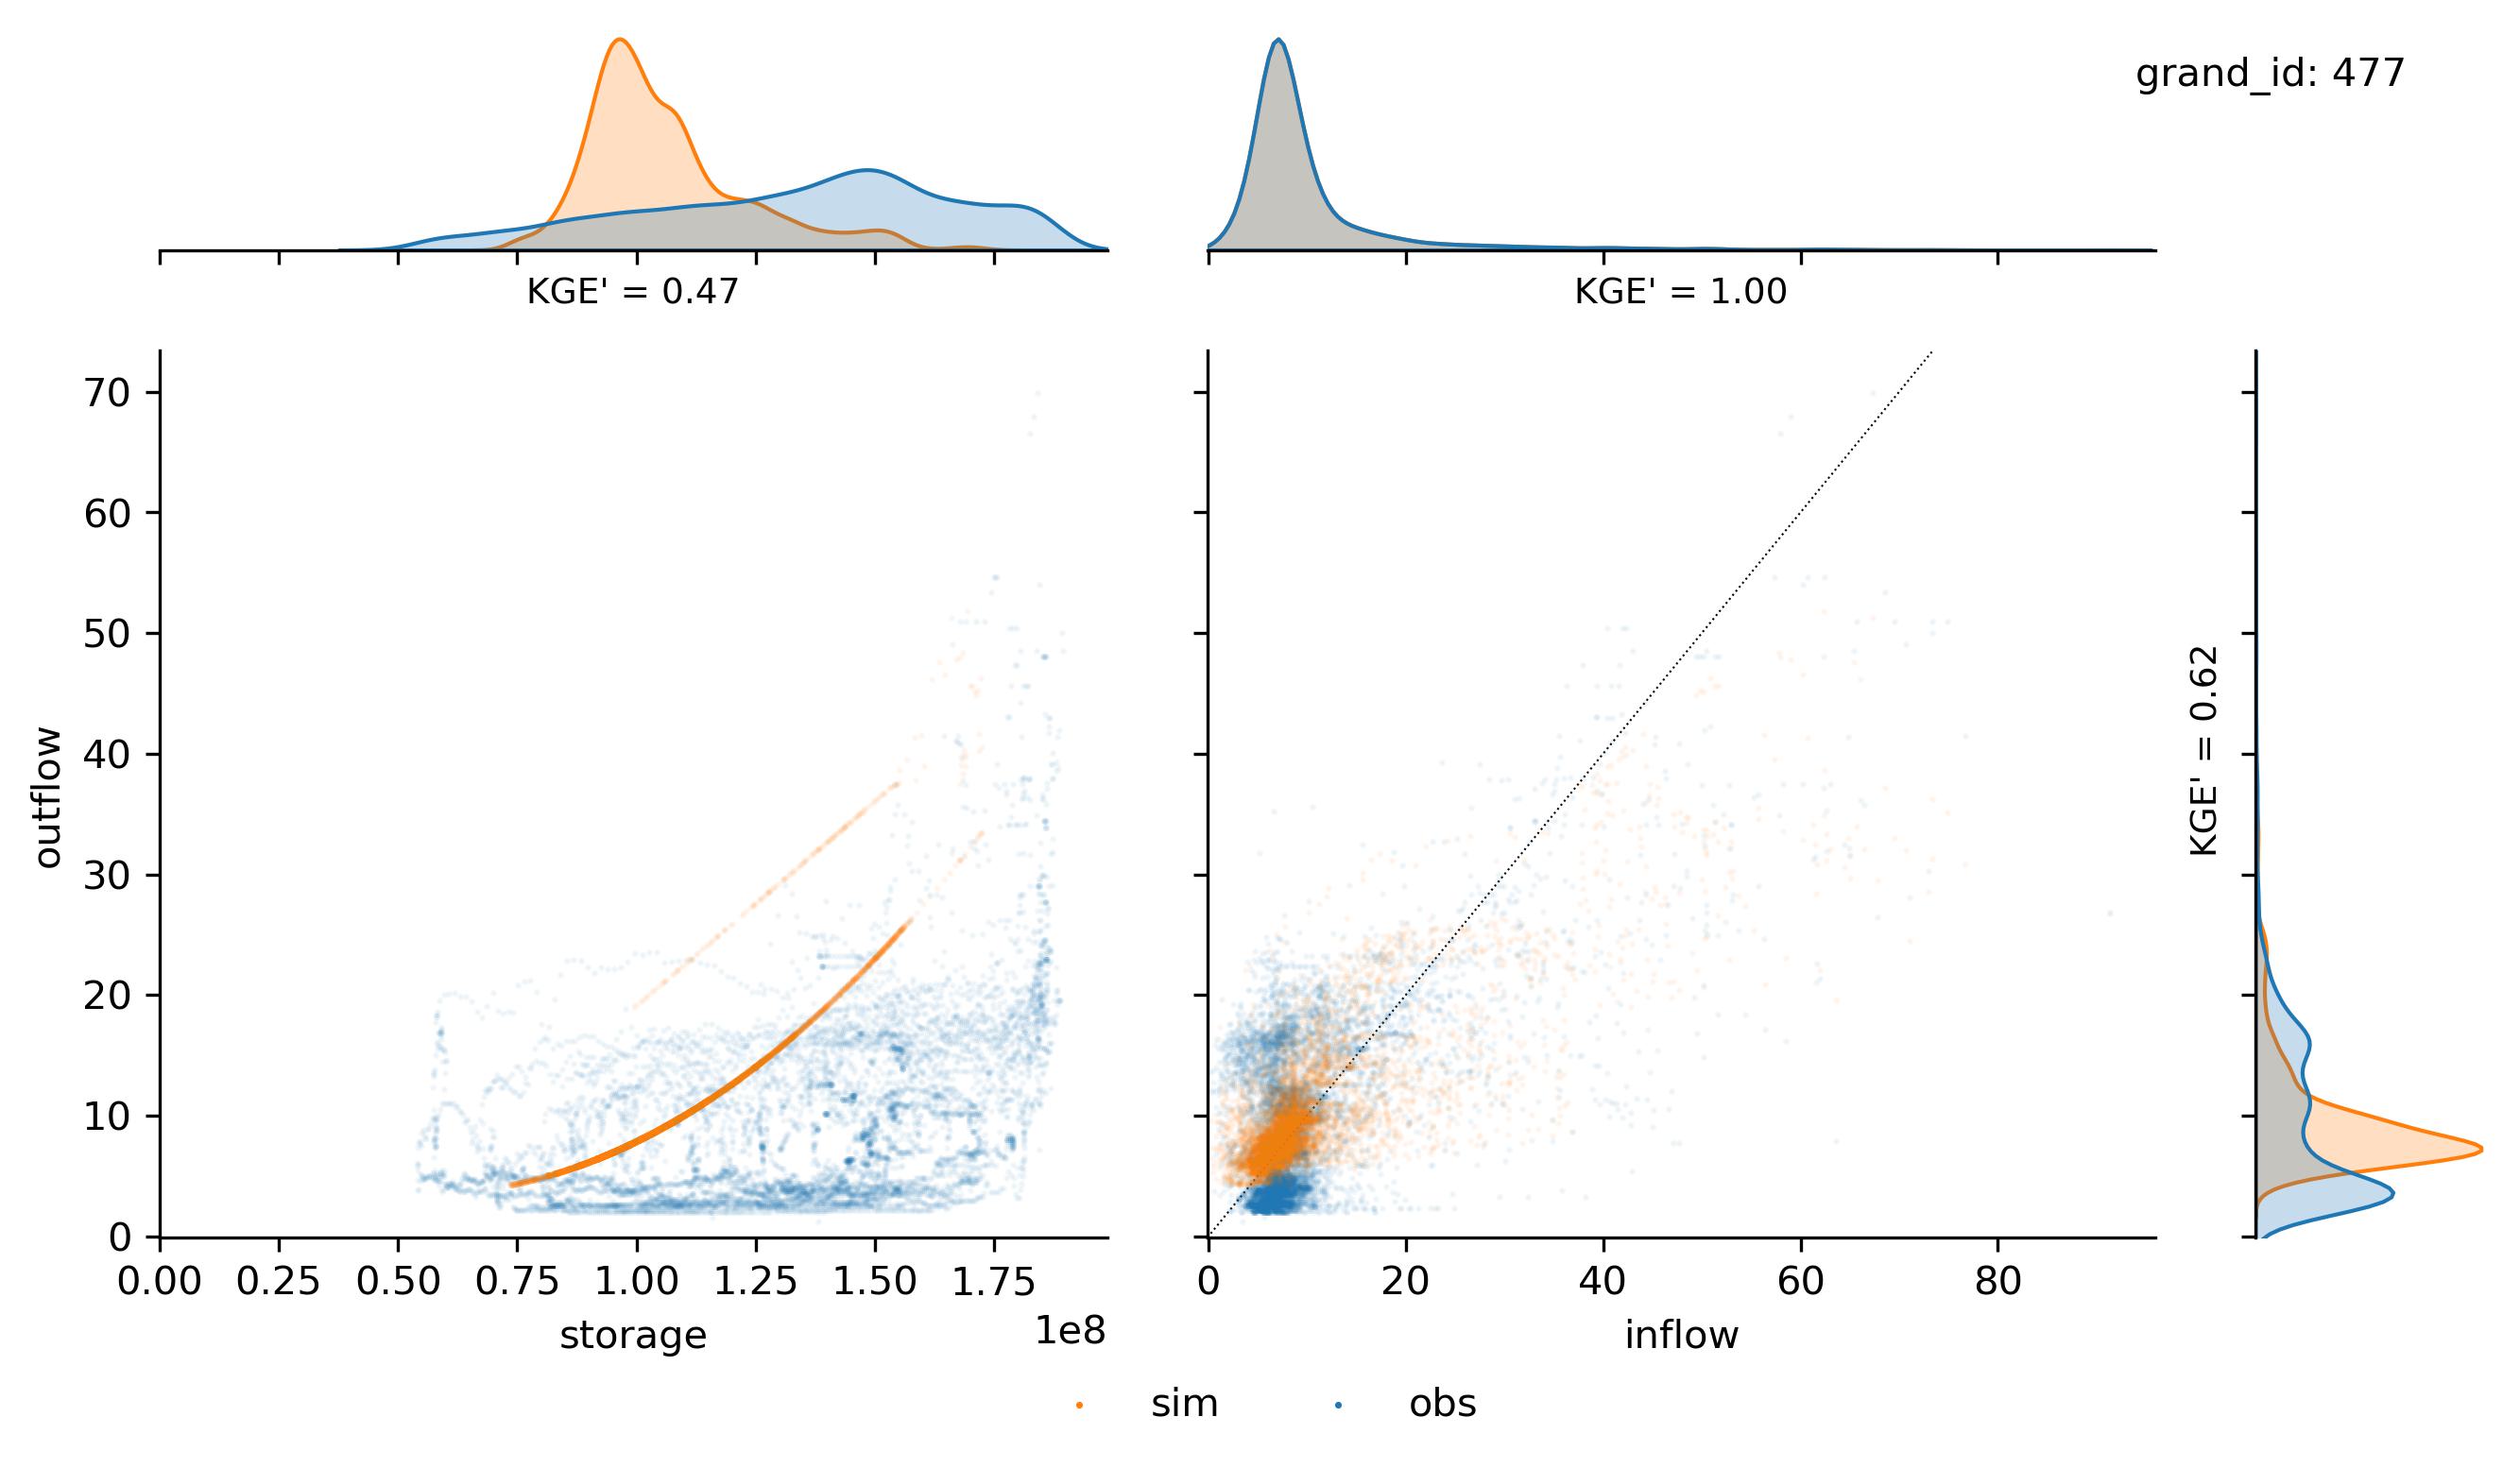 grand_id: 477
KGE' = 0.47
KGE' = 1.00
70
60
50
40
30
20
10
0
outflow
KGE' = 0.62
0.00 0.25 0.50 0.75 1.00 1.25 1.50 1.75
1e8
storage
0 20 40 60 80
inflow
sim obs